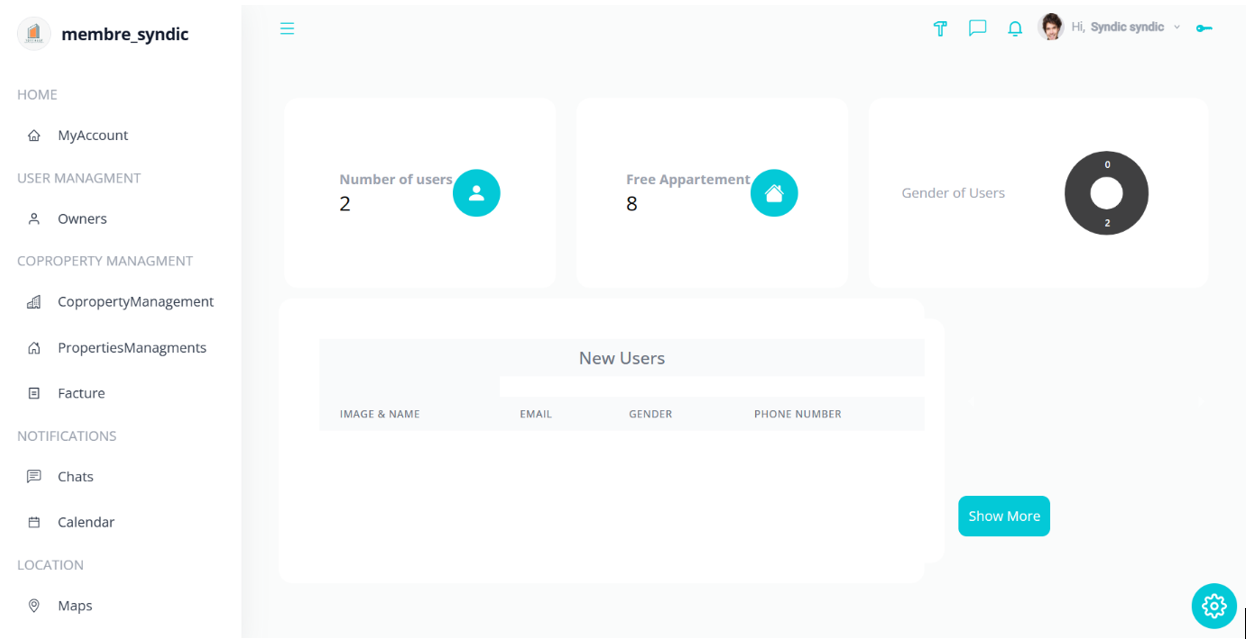 membre_syndic
HOME
MyAccount
USER MANAGMENT
Owners
COPROPERTY MANAGMENT
CopropertyManagement
PropertiesManagments
Facture
NOTIFICATIONS
Chats
Calendar
LOCATION
Maps
Hi, Syndic syndic
Number of users
2
Free Appartement
8
Gender of Users
0
2
New Users
IMAGE & NAME EMAIL GENDER PHONE NUMBER
Show More